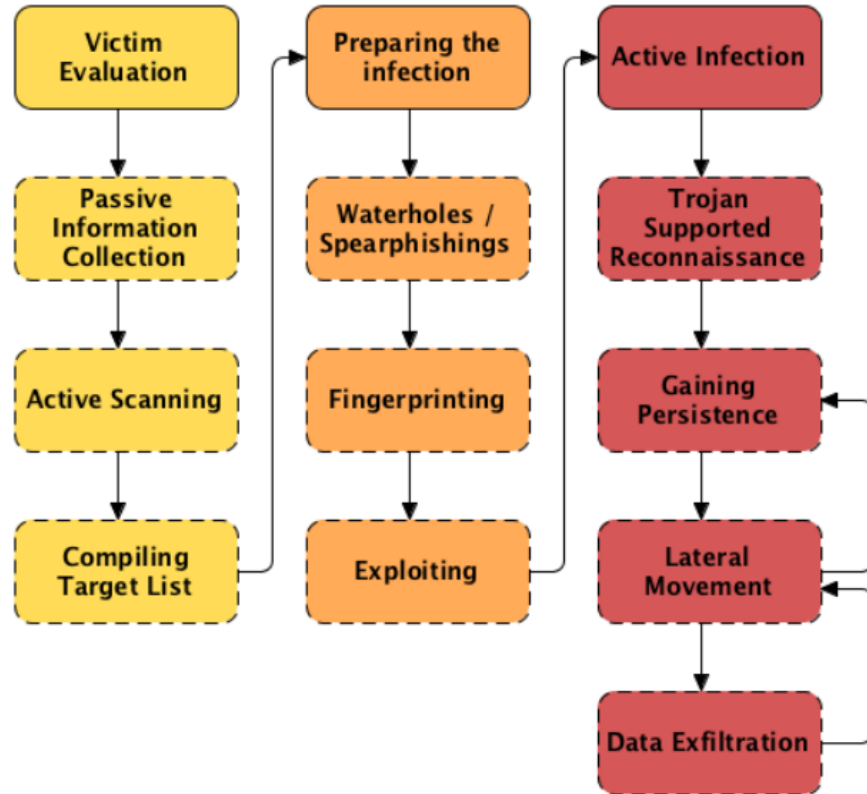 Victim
Evaluation
Passive
Information
Collection
Active Scanning
Compiling
Target List
Preparing the
infection
Waterholes /
Spearphishings
Fingerprinting
Exploiting
Active Infection
Trojan
Supported
Reconnaissance
Gaining
Persistence
Lateral
Movement
Data Exfiltration